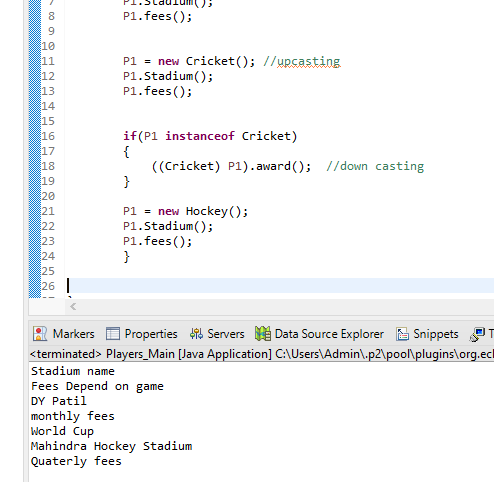 7 P1.Stadium();
8 P1.fees();
9
10
11 P1 = new Cricket(); //upcasting
12 P1.Stadium();
13 P1.fees();
14
15
16 if(P1 instanceof Cricket)
17 {
18 ((Cricket) P1).award(); //down casting
19 }
20
21 P1 = new Hockey();
22 P1.Stadium();
23 P1.fees();
24 }
25
26
Markers Properties Servers Data Source Explorer Snippets
<terminated> Players_Main [Java Application] C:\Users\Admin\.p2\pool\plugins\org.ecl
Stadium name
Fees Depend on game
DY Patil
monthly fees
World Cup
Mahindra Hockey Stadium
Quaterly fees